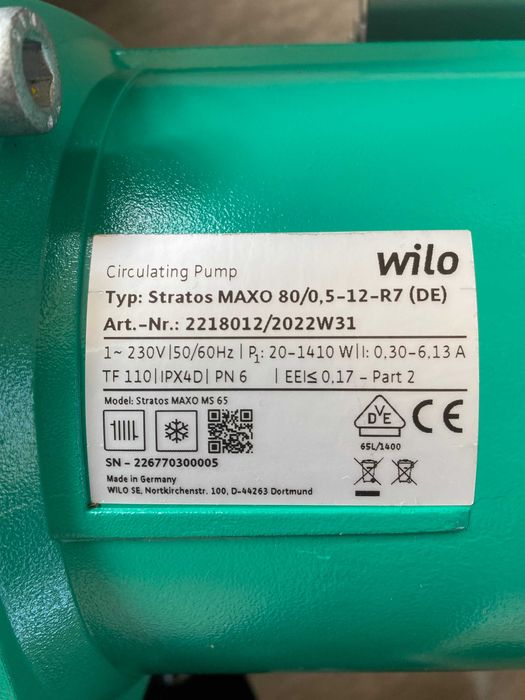 wilo
Circulating Pump
Typ: Stratos MAXO 80/0,5-12-R7 (DE)
Art.-Nr.: 2218012/2022W31
1~ 230V|50/60Hz | P1: 20-1410 W|I: 0,30-6,13 A
TF 110|IPX4D| PN 6 | EEI≤ 0,17 - Part 2
Model: Stratos MAXO MS 65
VDE
CE
65L/1400
SN - 226770300005
Made in Germany
WILO SE, Nortkirchenstr. 100, D-44263 Dortmund